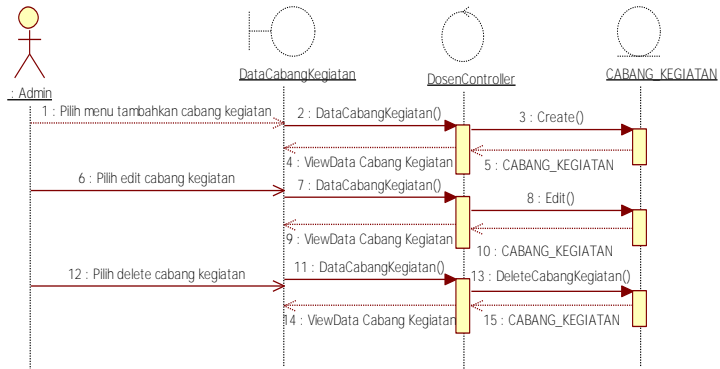 DataCabangKegiatan
DosenController
CABANG_KEGIATAN
: Admin
1 : Pilih menu tambahkan cabang kegiatan
2 : DataCabangKegiatan()
3 : Create()
4 : ViewData Cabang Kegiatan
5 : CABANG_KEGIATAN
6 : Pilih edit cabang kegiatan
7 : DataCabangKegiatan()
8 : Edit()
9 : ViewData Cabang Kegiatan
10 : CABANG_KEGIATAN
12 : Pilih delete cabang kegiatan
11 : DataCabangKegiatan()
13 : DeleteCabangKegiatan()
14 : ViewData Cabang Kegiatan
15 : CABANG_KEGIATAN